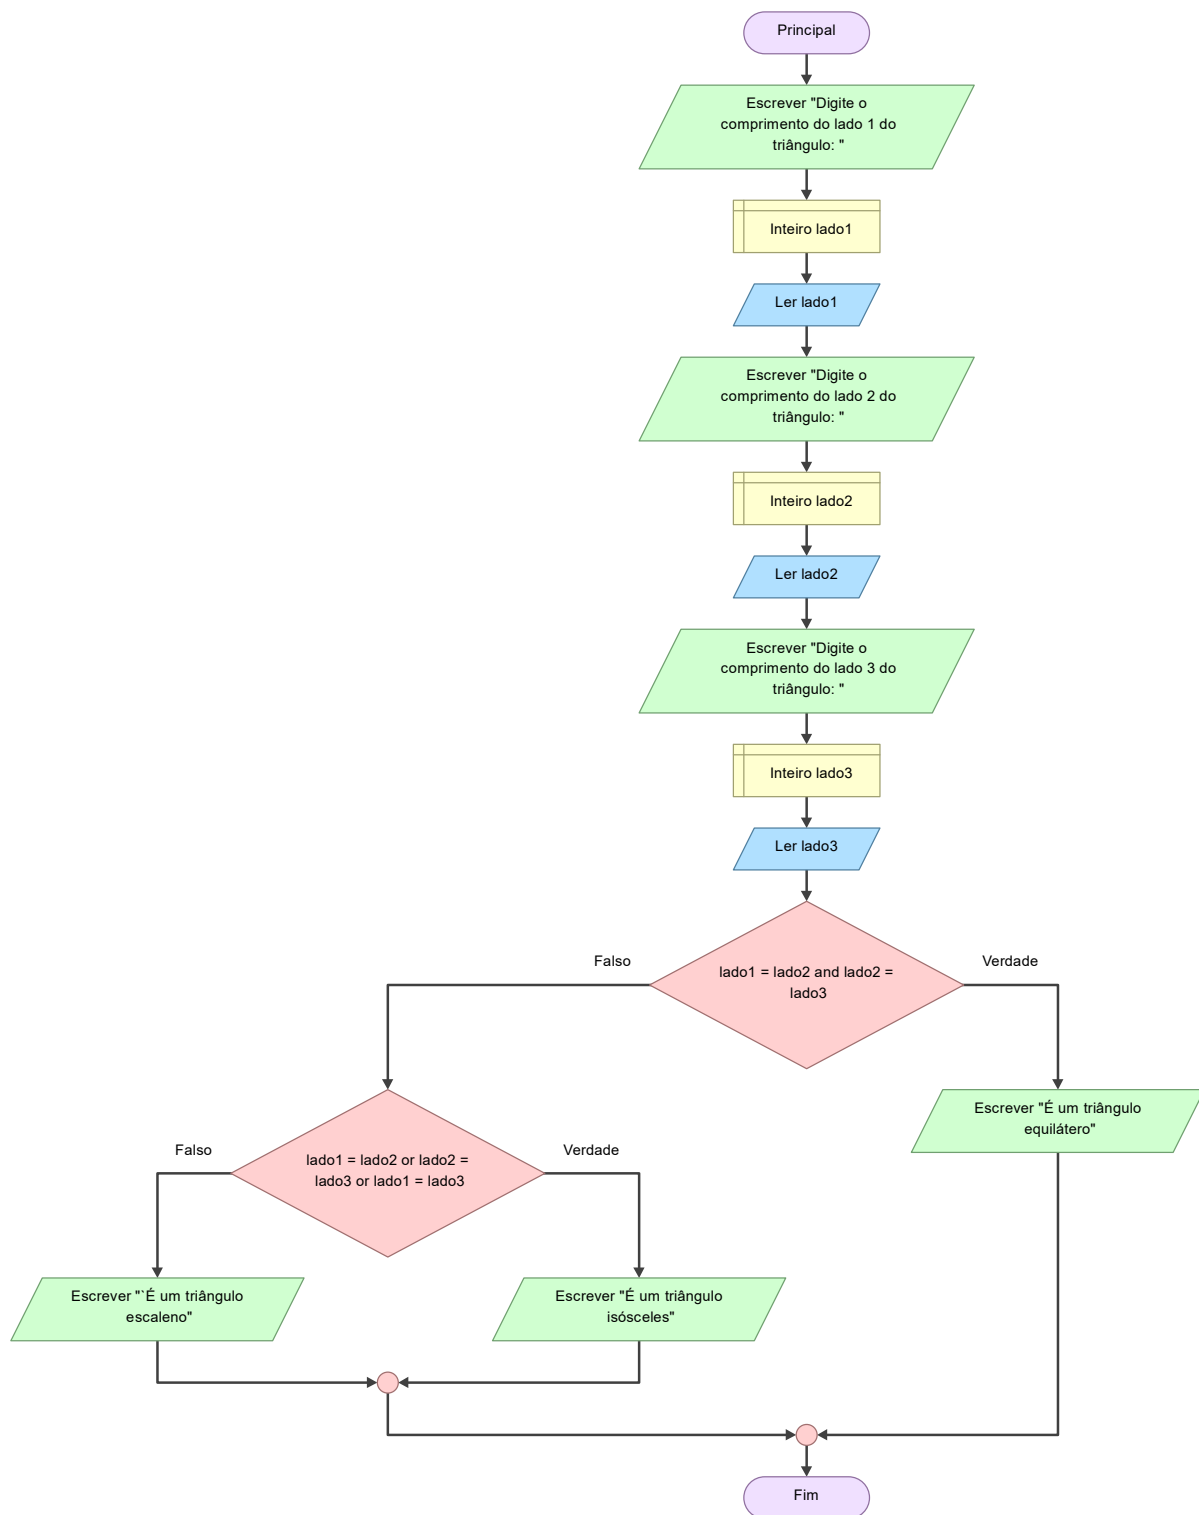 Principal
Escrever "Digite o
comprimento do lado 1 do
triângulo: "
Inteiro lado1
Ler lado1
Escrever "Digite o
comprimento do lado 2 do
triângulo: "
Inteiro lado2
Ler lado2
Escrever "Digite o
comprimento do lado 3 do
triângulo: "
Inteiro lado3
Ler lado3
Falso
lado1 = lado2 and lado2 =
lado3
Verdade
Escrever "É um triângulo
equilátero"
Falso
lado1 = lado2 or lado2 =
lado3 or lado1 = lado3
Verdade
Escrever "`É um triângulo
escaleno"
Escrever "É um triângulo
isósceles"
Fim